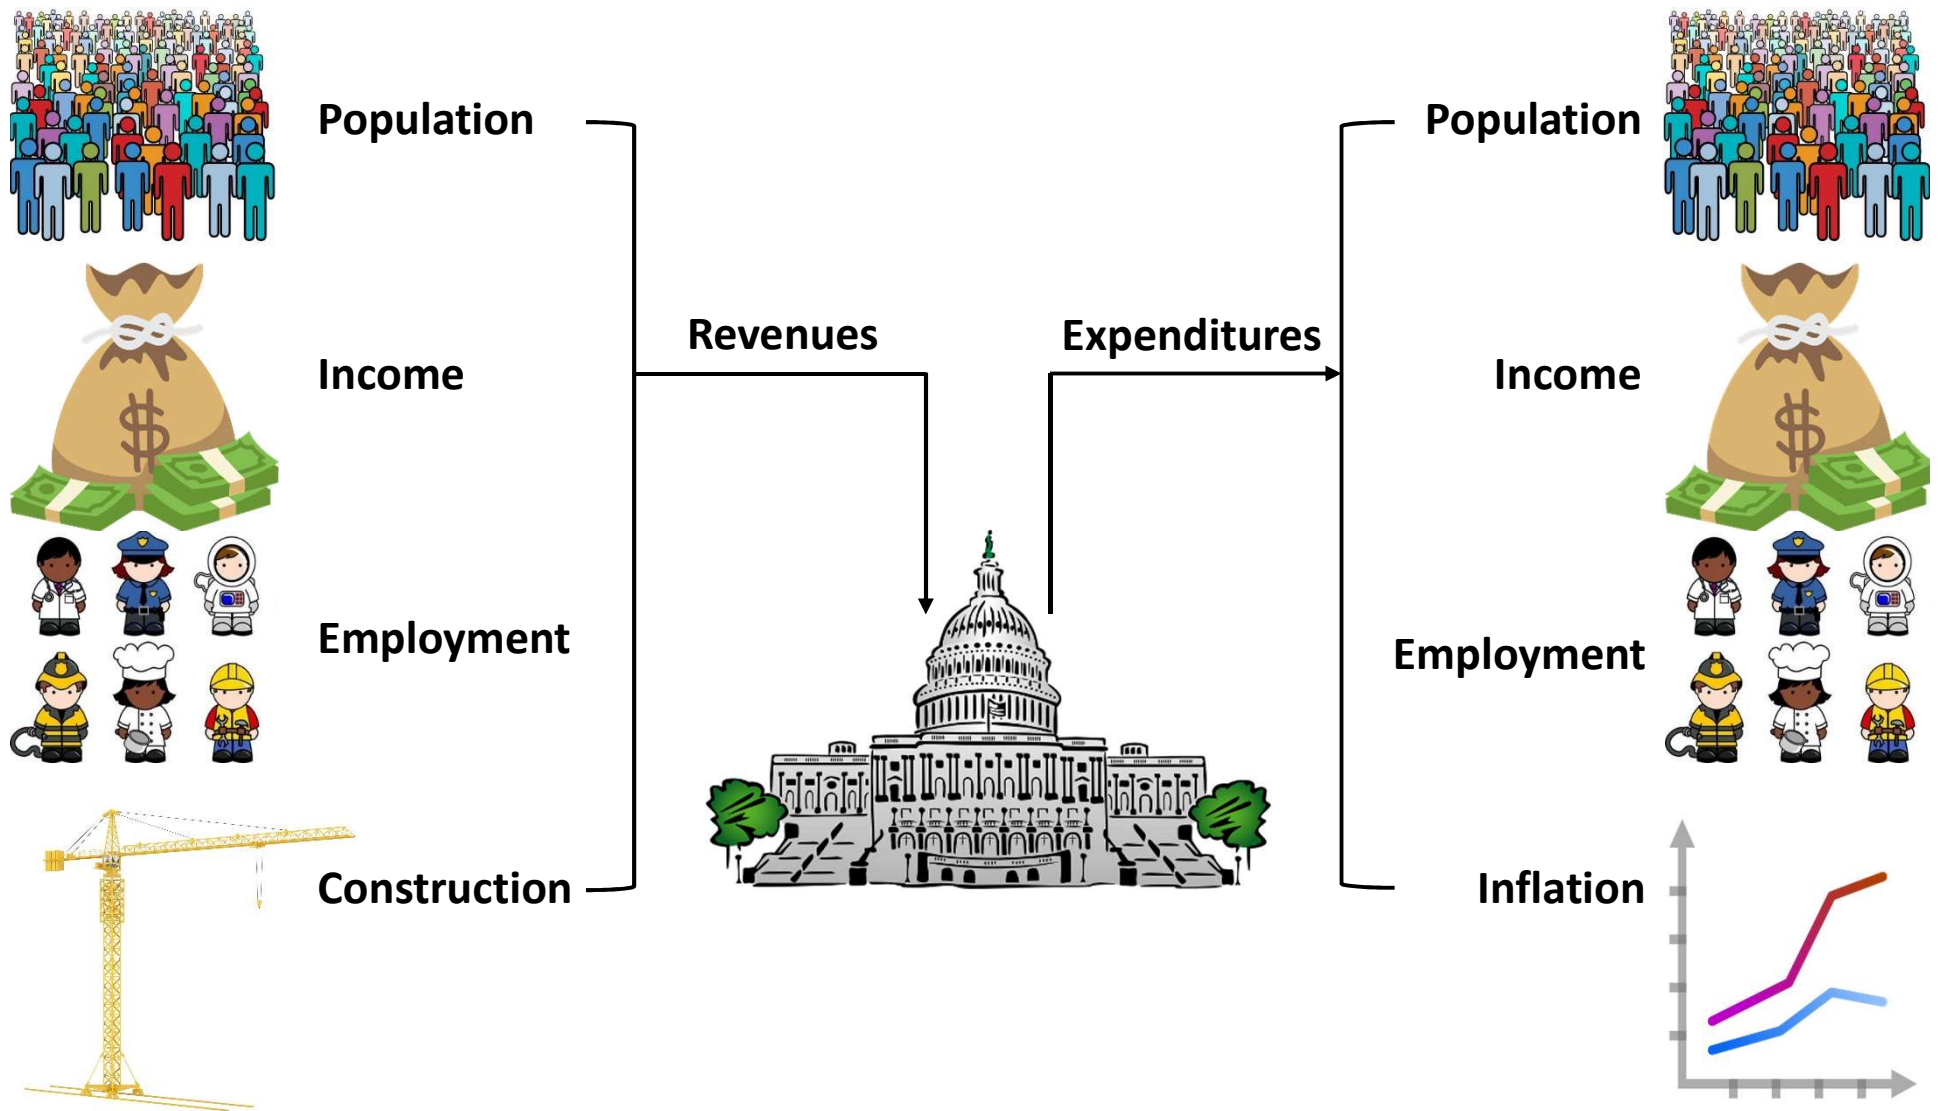 Population
Income
Employment
Construction
Revenues
Expenditures
Population
Income
Employment
Inflation